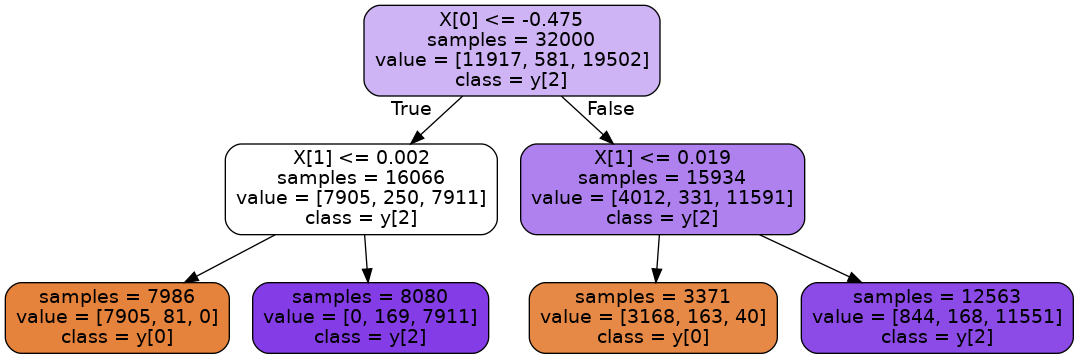 X[0] <= -0.475
samples = 32000
value = [11917, 581, 19502]
class = y[2]
True
False
X[1] <= 0.002
samples = 16066
value = [7905, 250, 7911]
class = y[2]
X[1] <= 0.019
samples = 15934
value = [4012, 331, 11591]
class = y[2]
samples = 7986
value = [7905, 81, 0]
class = y[0]
samples = 8080
value = [0, 169, 7911]
class = y[2]
samples = 3371
value = [3168, 163, 40]
class = y[0]
samples = 12563
value = [844, 168, 11551]
class = y[2]